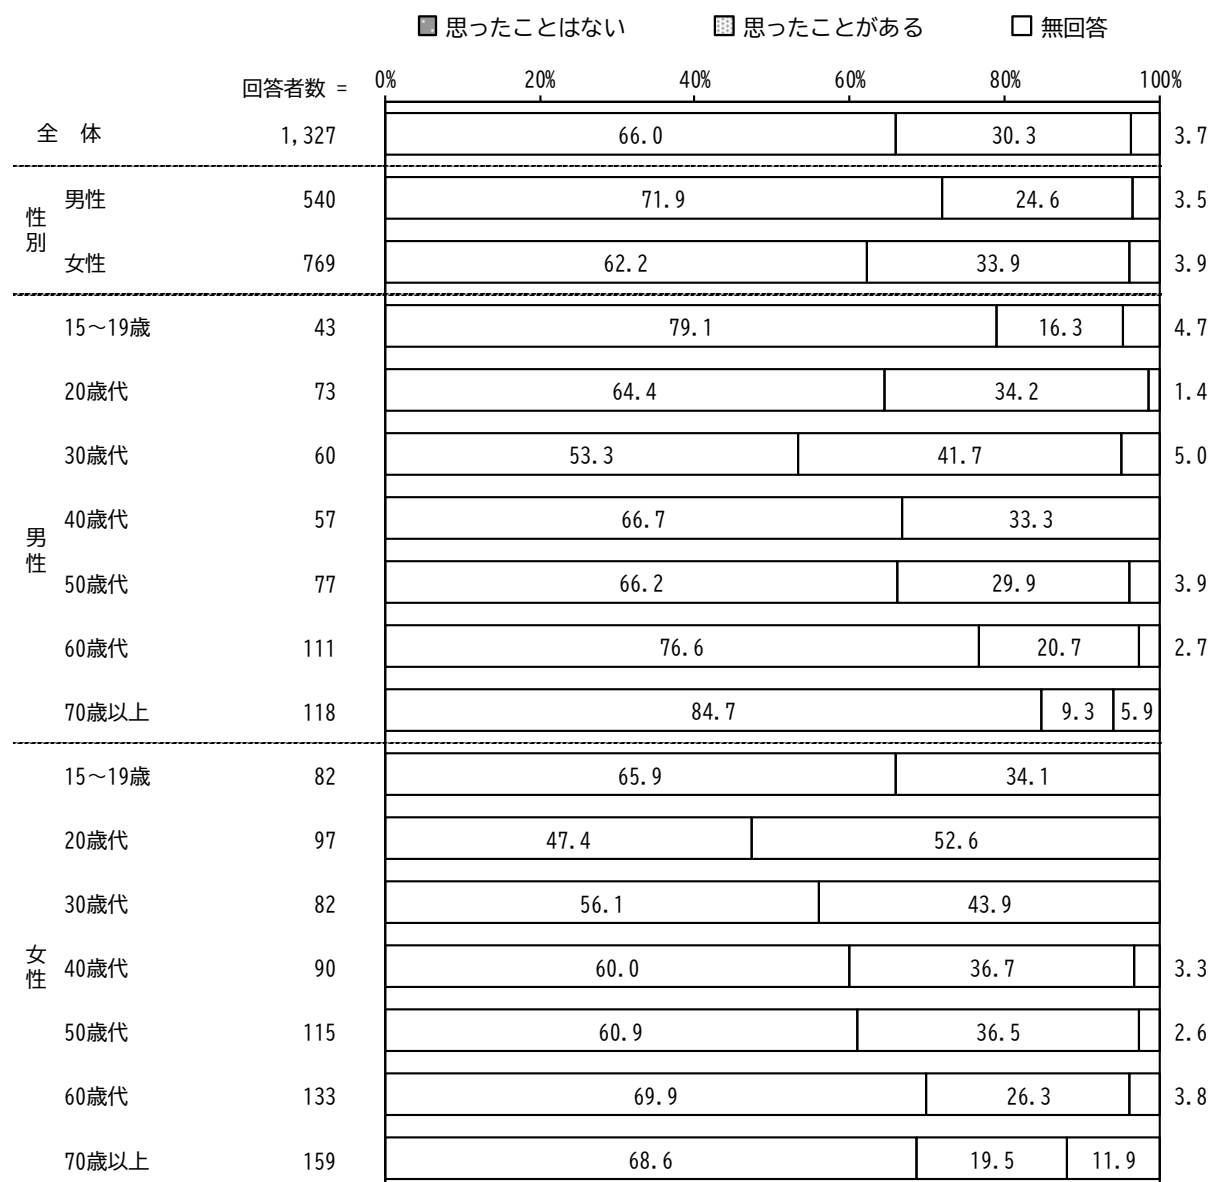 思ったことはない 思ったことがある 無回答
回答者数 = 0% 20% 40% 60% 80% 100%
全 体 1,327 66.0 30.3 3.7
性別
男性 540 71.9 24.6 3.5
女性 769 62.2 33.9 3.9
男性
15～19歳 43 79.1 16.3 4.7
20歳代 73 64.4 34.2 1.4
30歳代 60 53.3 41.7 5.0
40歳代 57 66.7 33.3
50歳代 77 66.2 29.9 3.9
60歳代 111 76.6 20.7 2.7
70歳以上 118 84.7 9.3 5.9
女性
15～19歳 82 65.9 34.1
20歳代 97 47.4 52.6
30歳代 82 56.1 43.9
40歳代 90 60.0 36.7 3.3
50歳代 115 60.9 36.5 2.6
60歳代 133 69.9 26.3 3.8
70歳以上 159 68.6 19.5 11.9